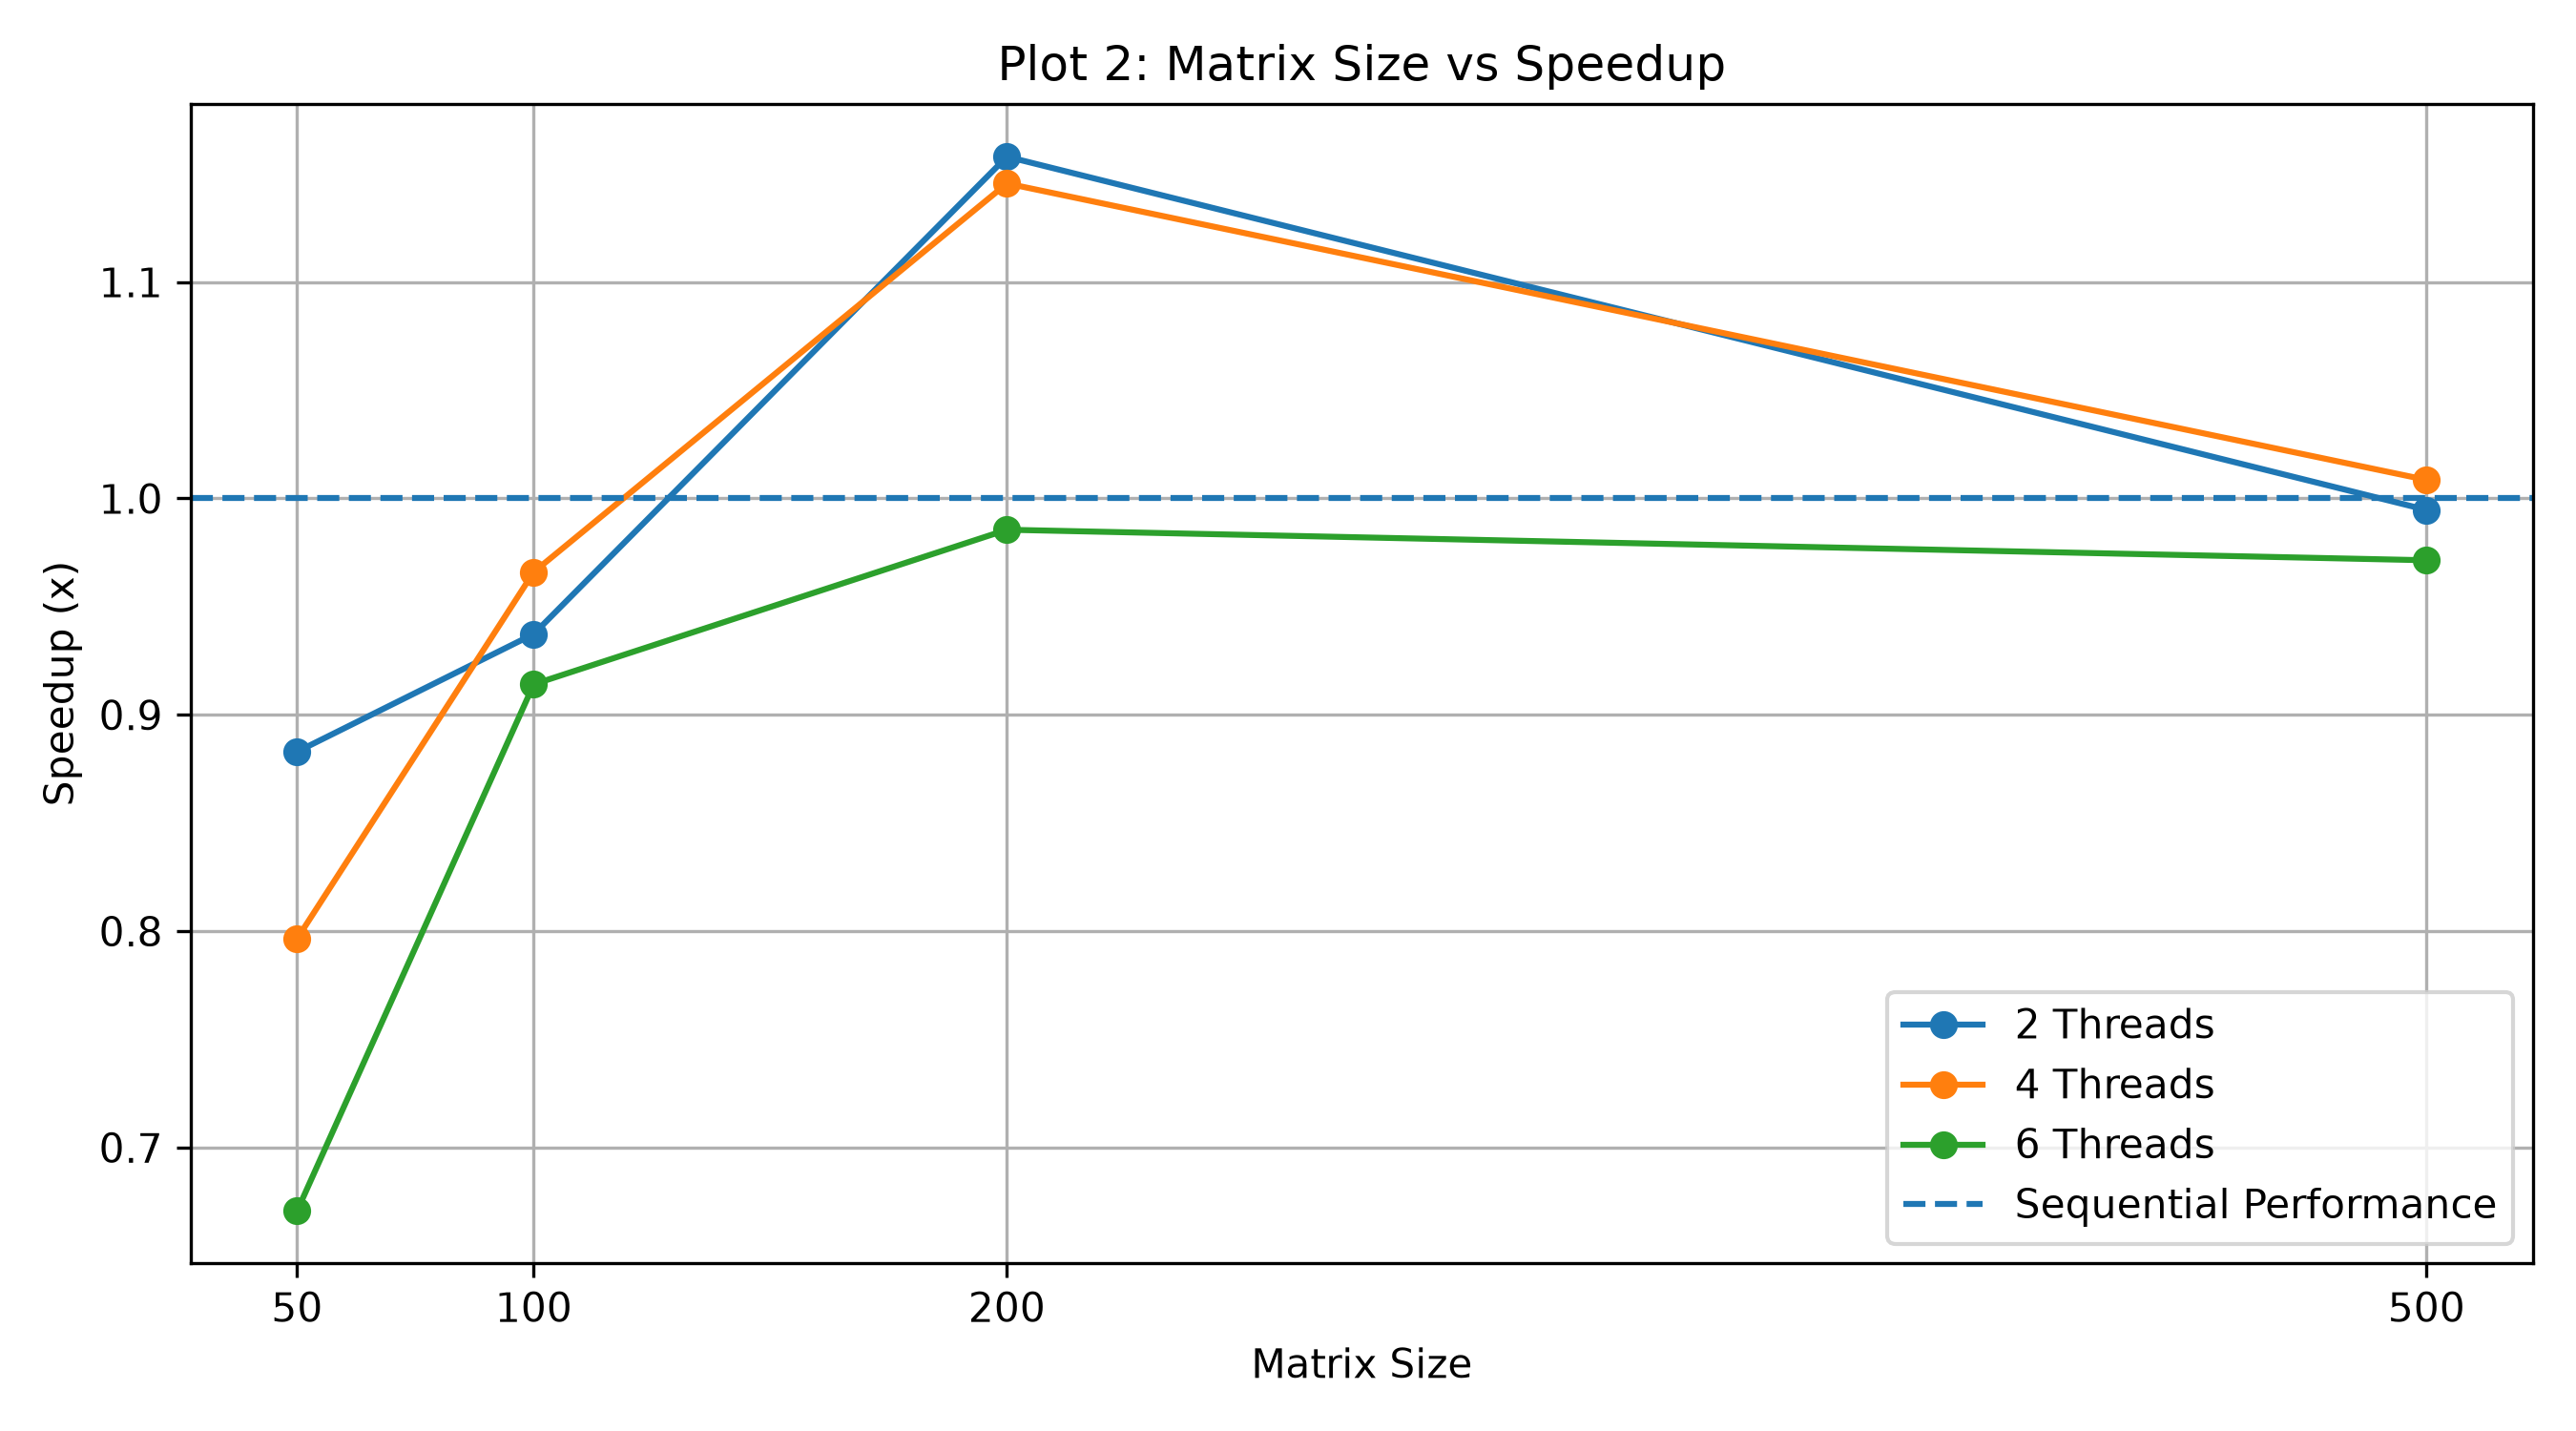 Plot 2: Matrix Size vs Speedup
Speedup (x)
1.1
1.0
0.9
0.8
0.7
50 100 200 500
Matrix Size
2 Threads
4 Threads
6 Threads
Sequential Performance